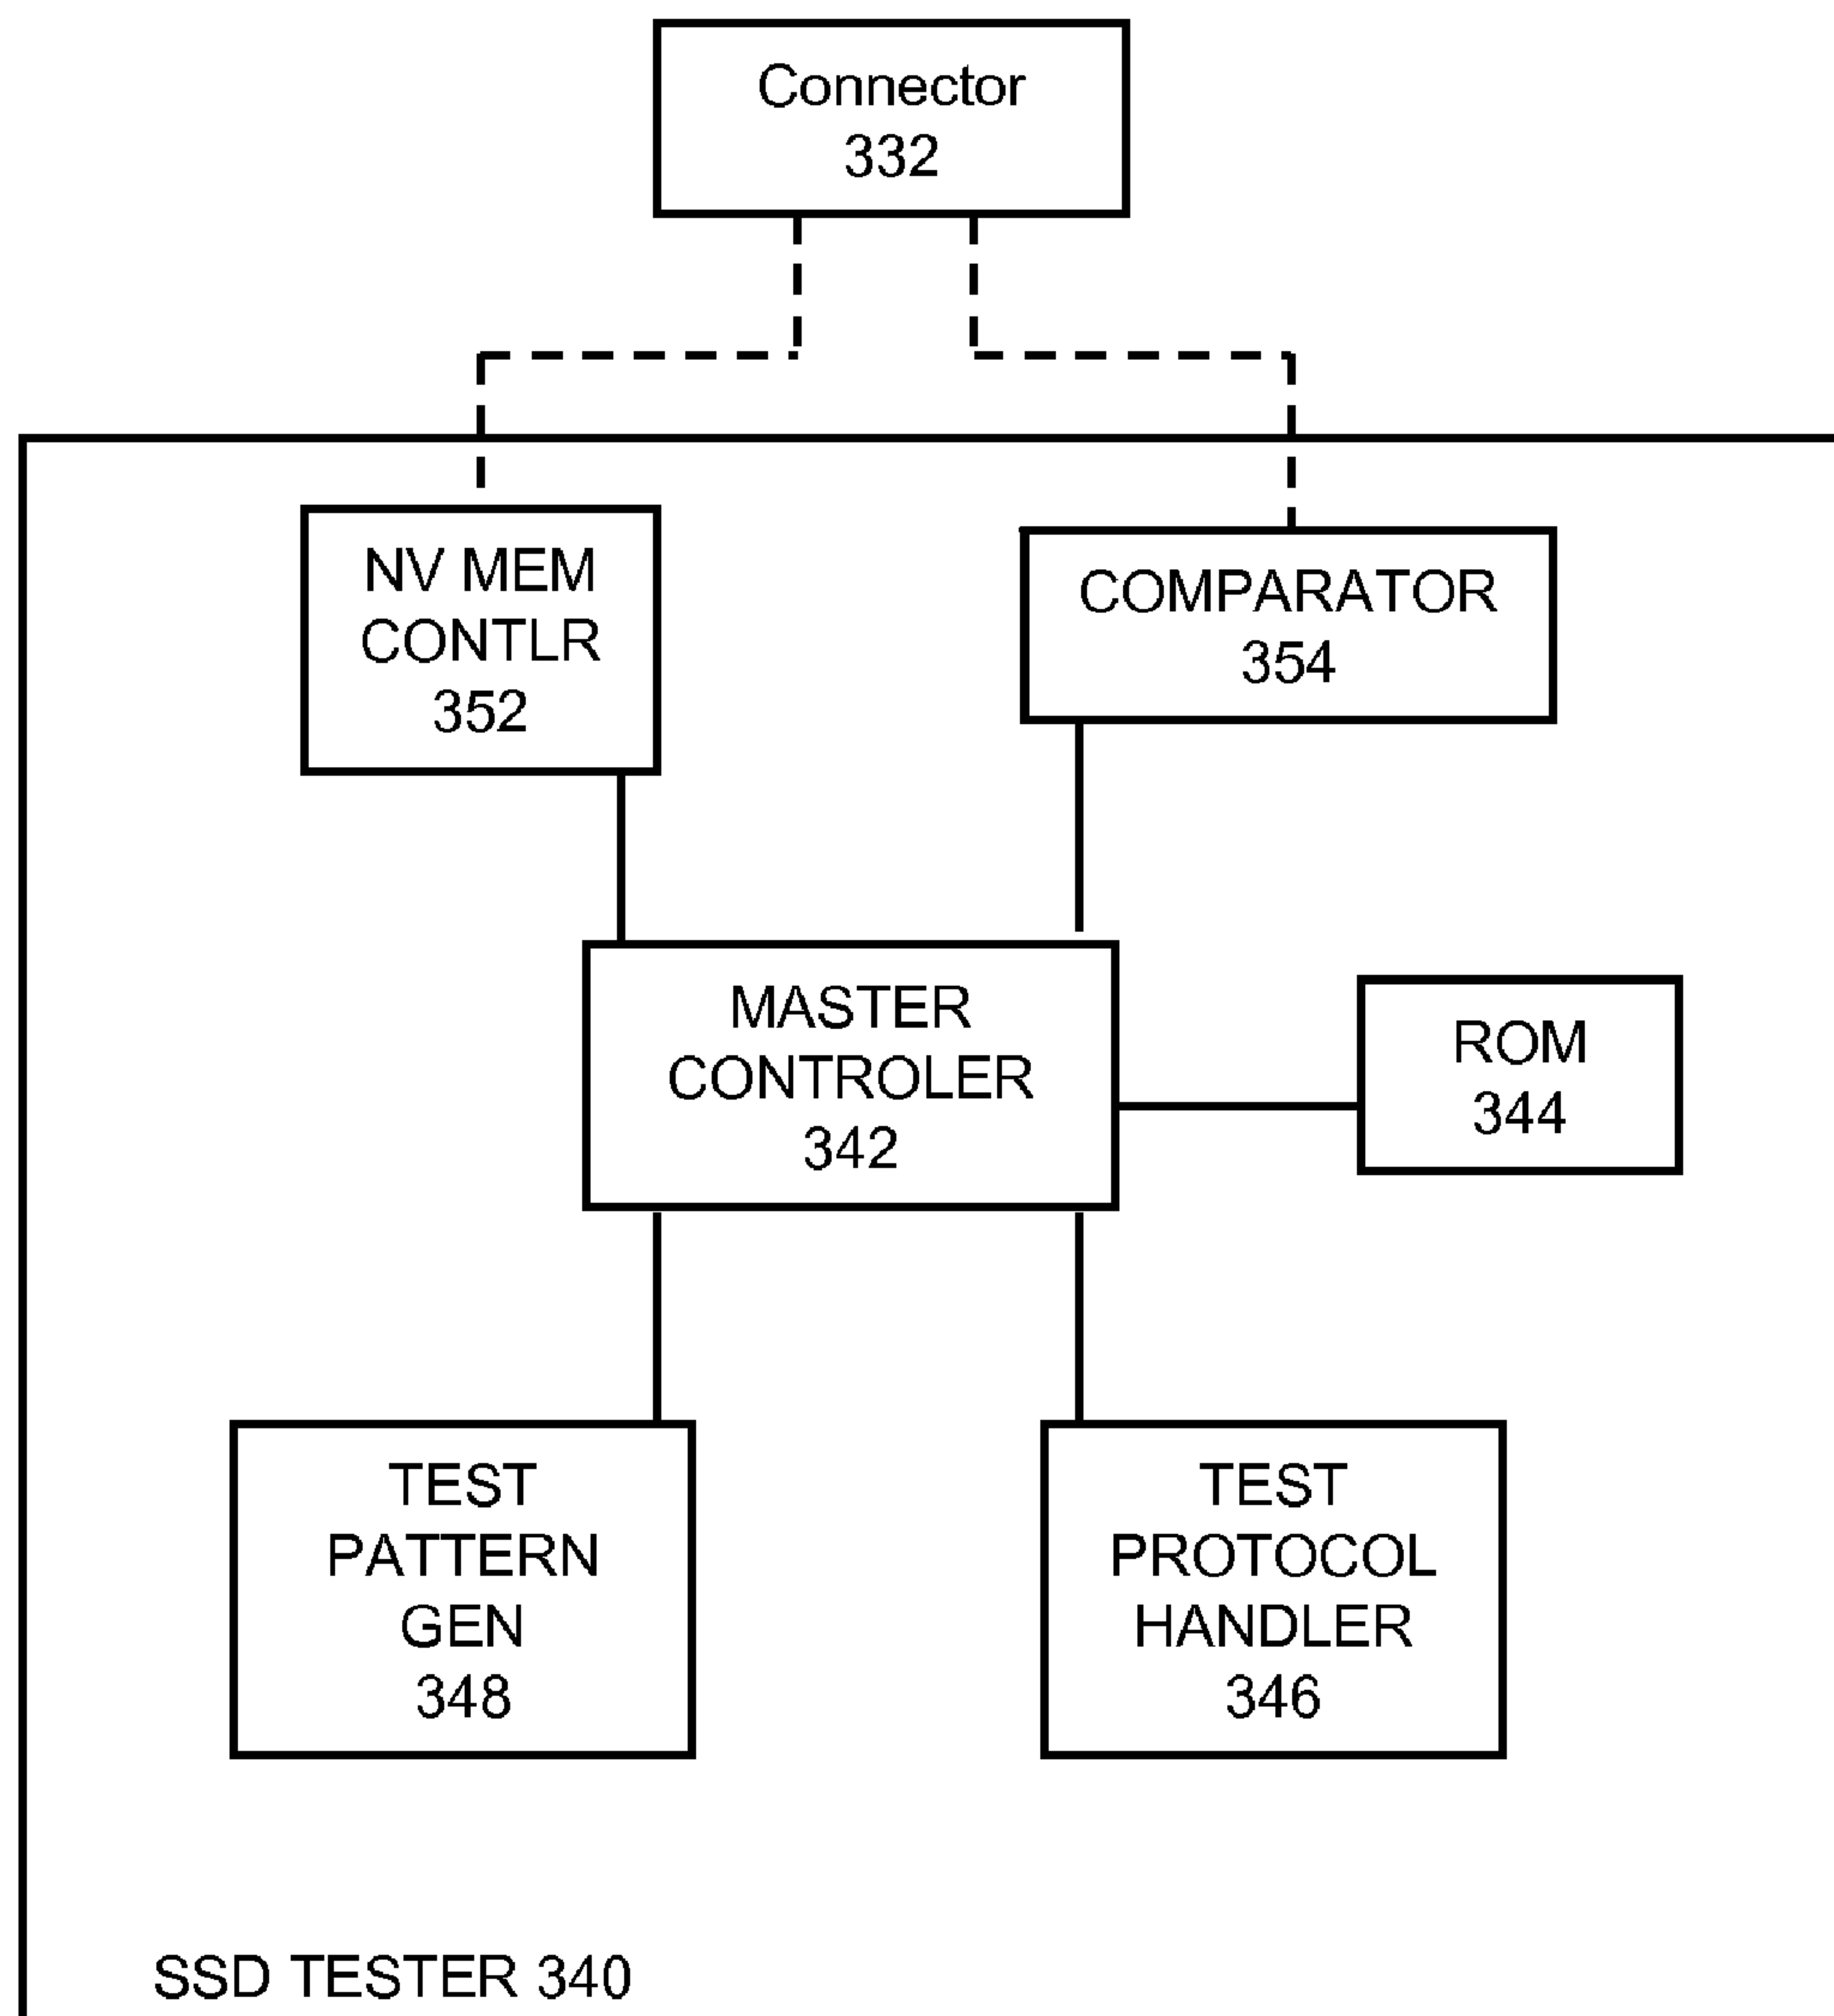 Connector
332
NV MEM
CONTLR
352
COMPARATOR
354
MASTER
CONTROLER
342
ROM
344
TEST
PATTERN
GEN
348
TEST
PROTOCOL
HANDLER
346
SSD TESTER 340